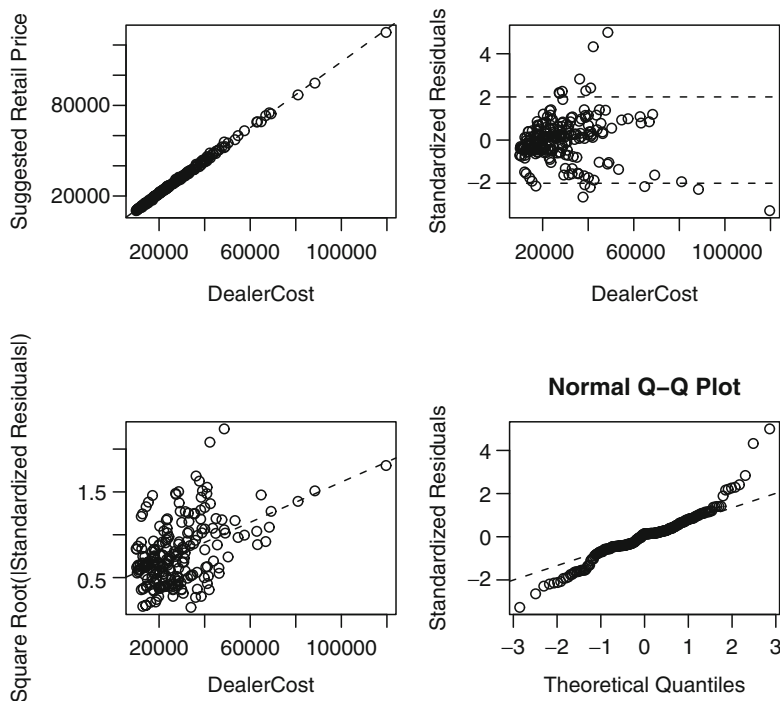 Suggested Retail Price
80000
20000
20000 60000 100000
DealerCost
Standardized Residuals
4
2
0
−2
20000 60000 100000
DealerCost
Square Root(|Standardized Residuals|)
1.5
0.5
20000 60000 100000
DealerCost
Normal Q−Q Plot
Standardized Residuals
4
2
0
−2
−3 −2 −1 0 1 2 3
Theoretical Quantiles